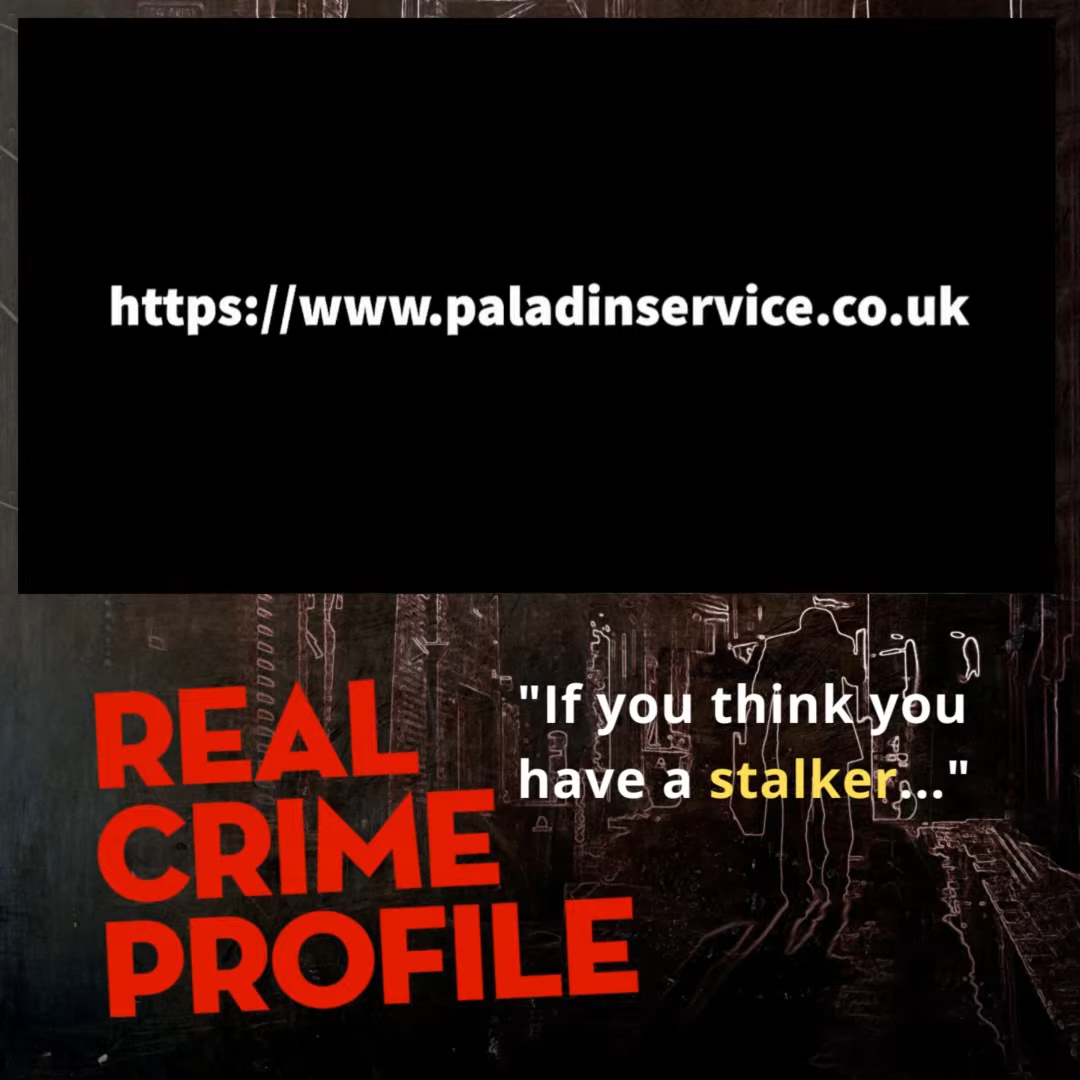 https://www.paladinservice.co.uk
"If you think you
have a stalker..."
REAL
CRIME
PROFILE